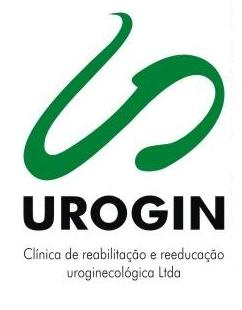 UROGIN
Clínica de reabilitação e reeducação
uroginecológica Ltda